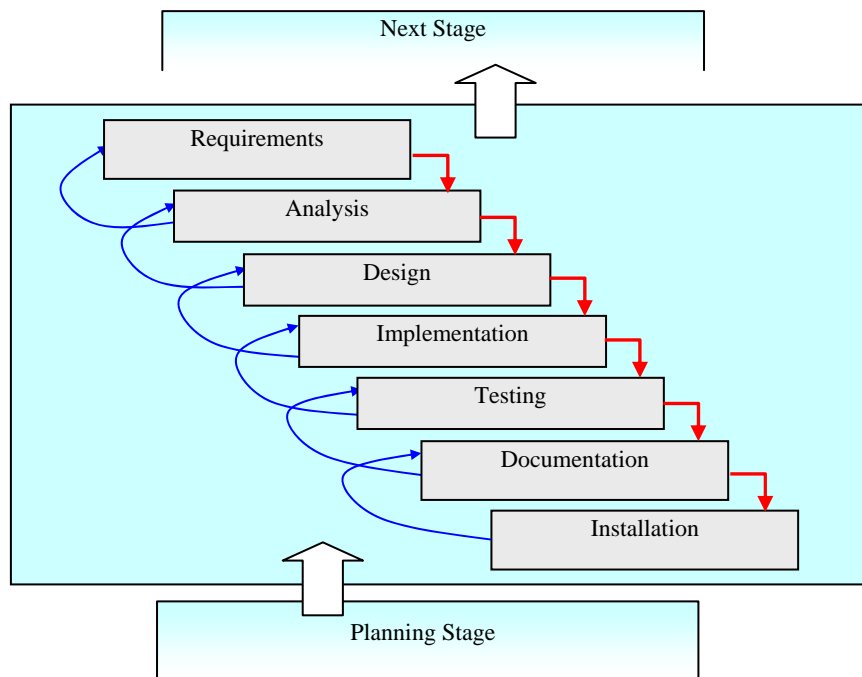 Next Stage
Requirements
Analysis
Design
Implementation
Testing
Documentation
Installation
Planning Stage